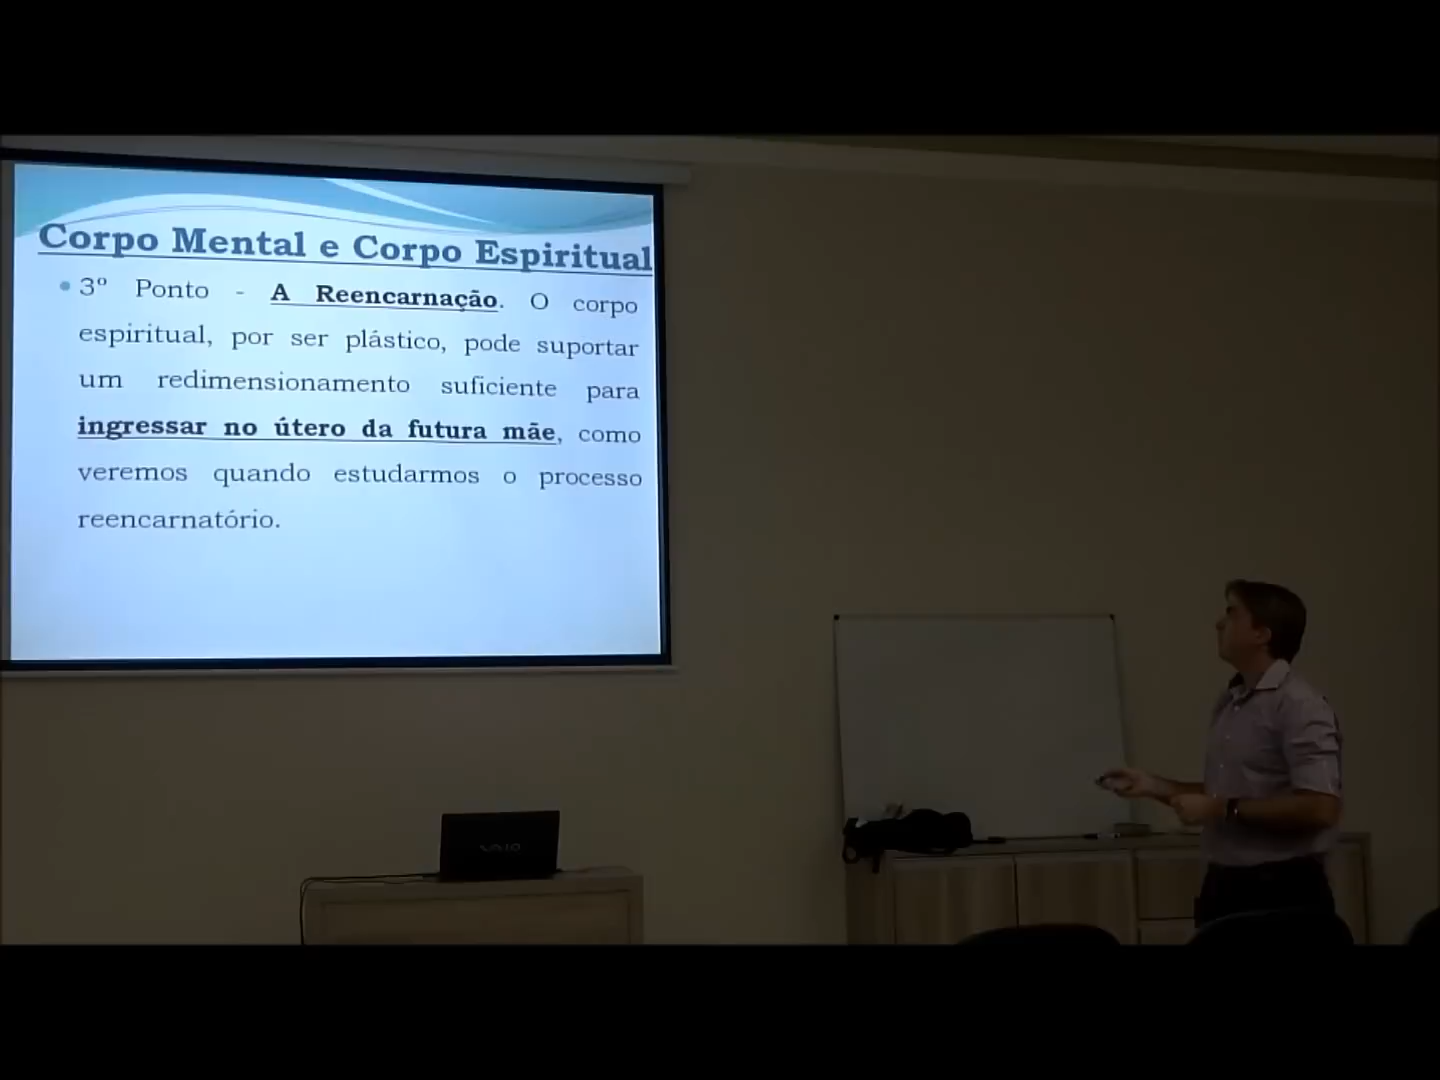 Corpo Mental e Corpo Espiritual
3º Ponto - A Reencarnação. O corpo
espiritual, por ser plástico, pode suportar
um redimensionamento suficiente para
ingressar no útero da futura mãe, como
veremos quando estudarmos o processo
reencarnatório.
VAIO